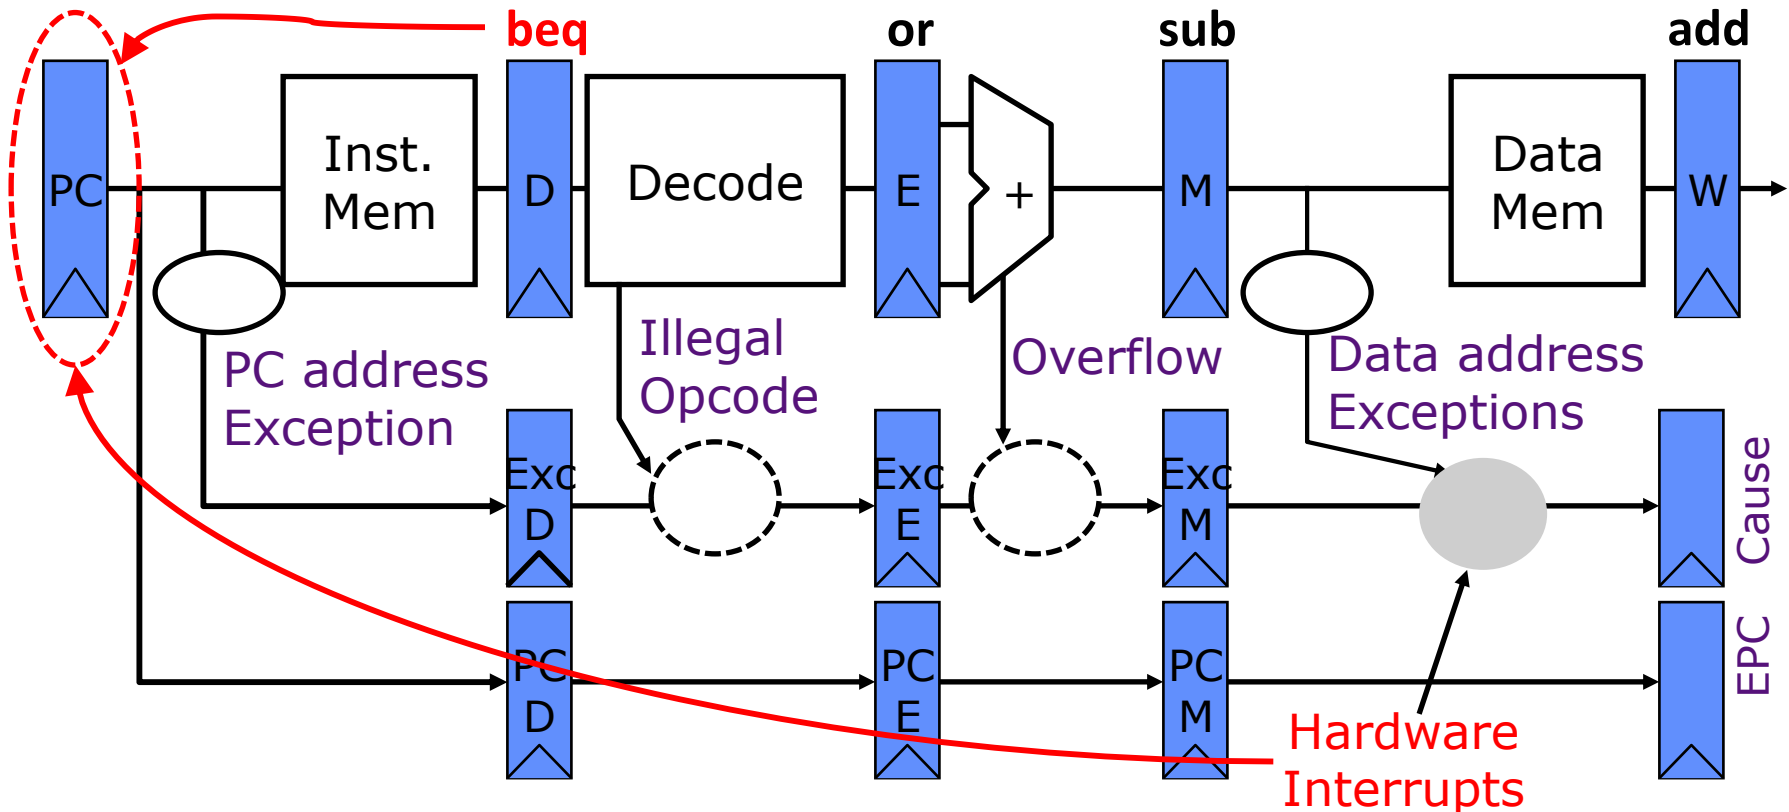 beq
or
sub
add
PC
Inst.
Mem
D
Decode
E
+
M
Data
Mem
W
PC address
Exception
Illegal
Opcode
Overflow
Data address
Exceptions
Exc
D
Exc
E
Exc
M
Cause
PC
D
PC
E
PC
M
EPC
Hardware
Interrupts